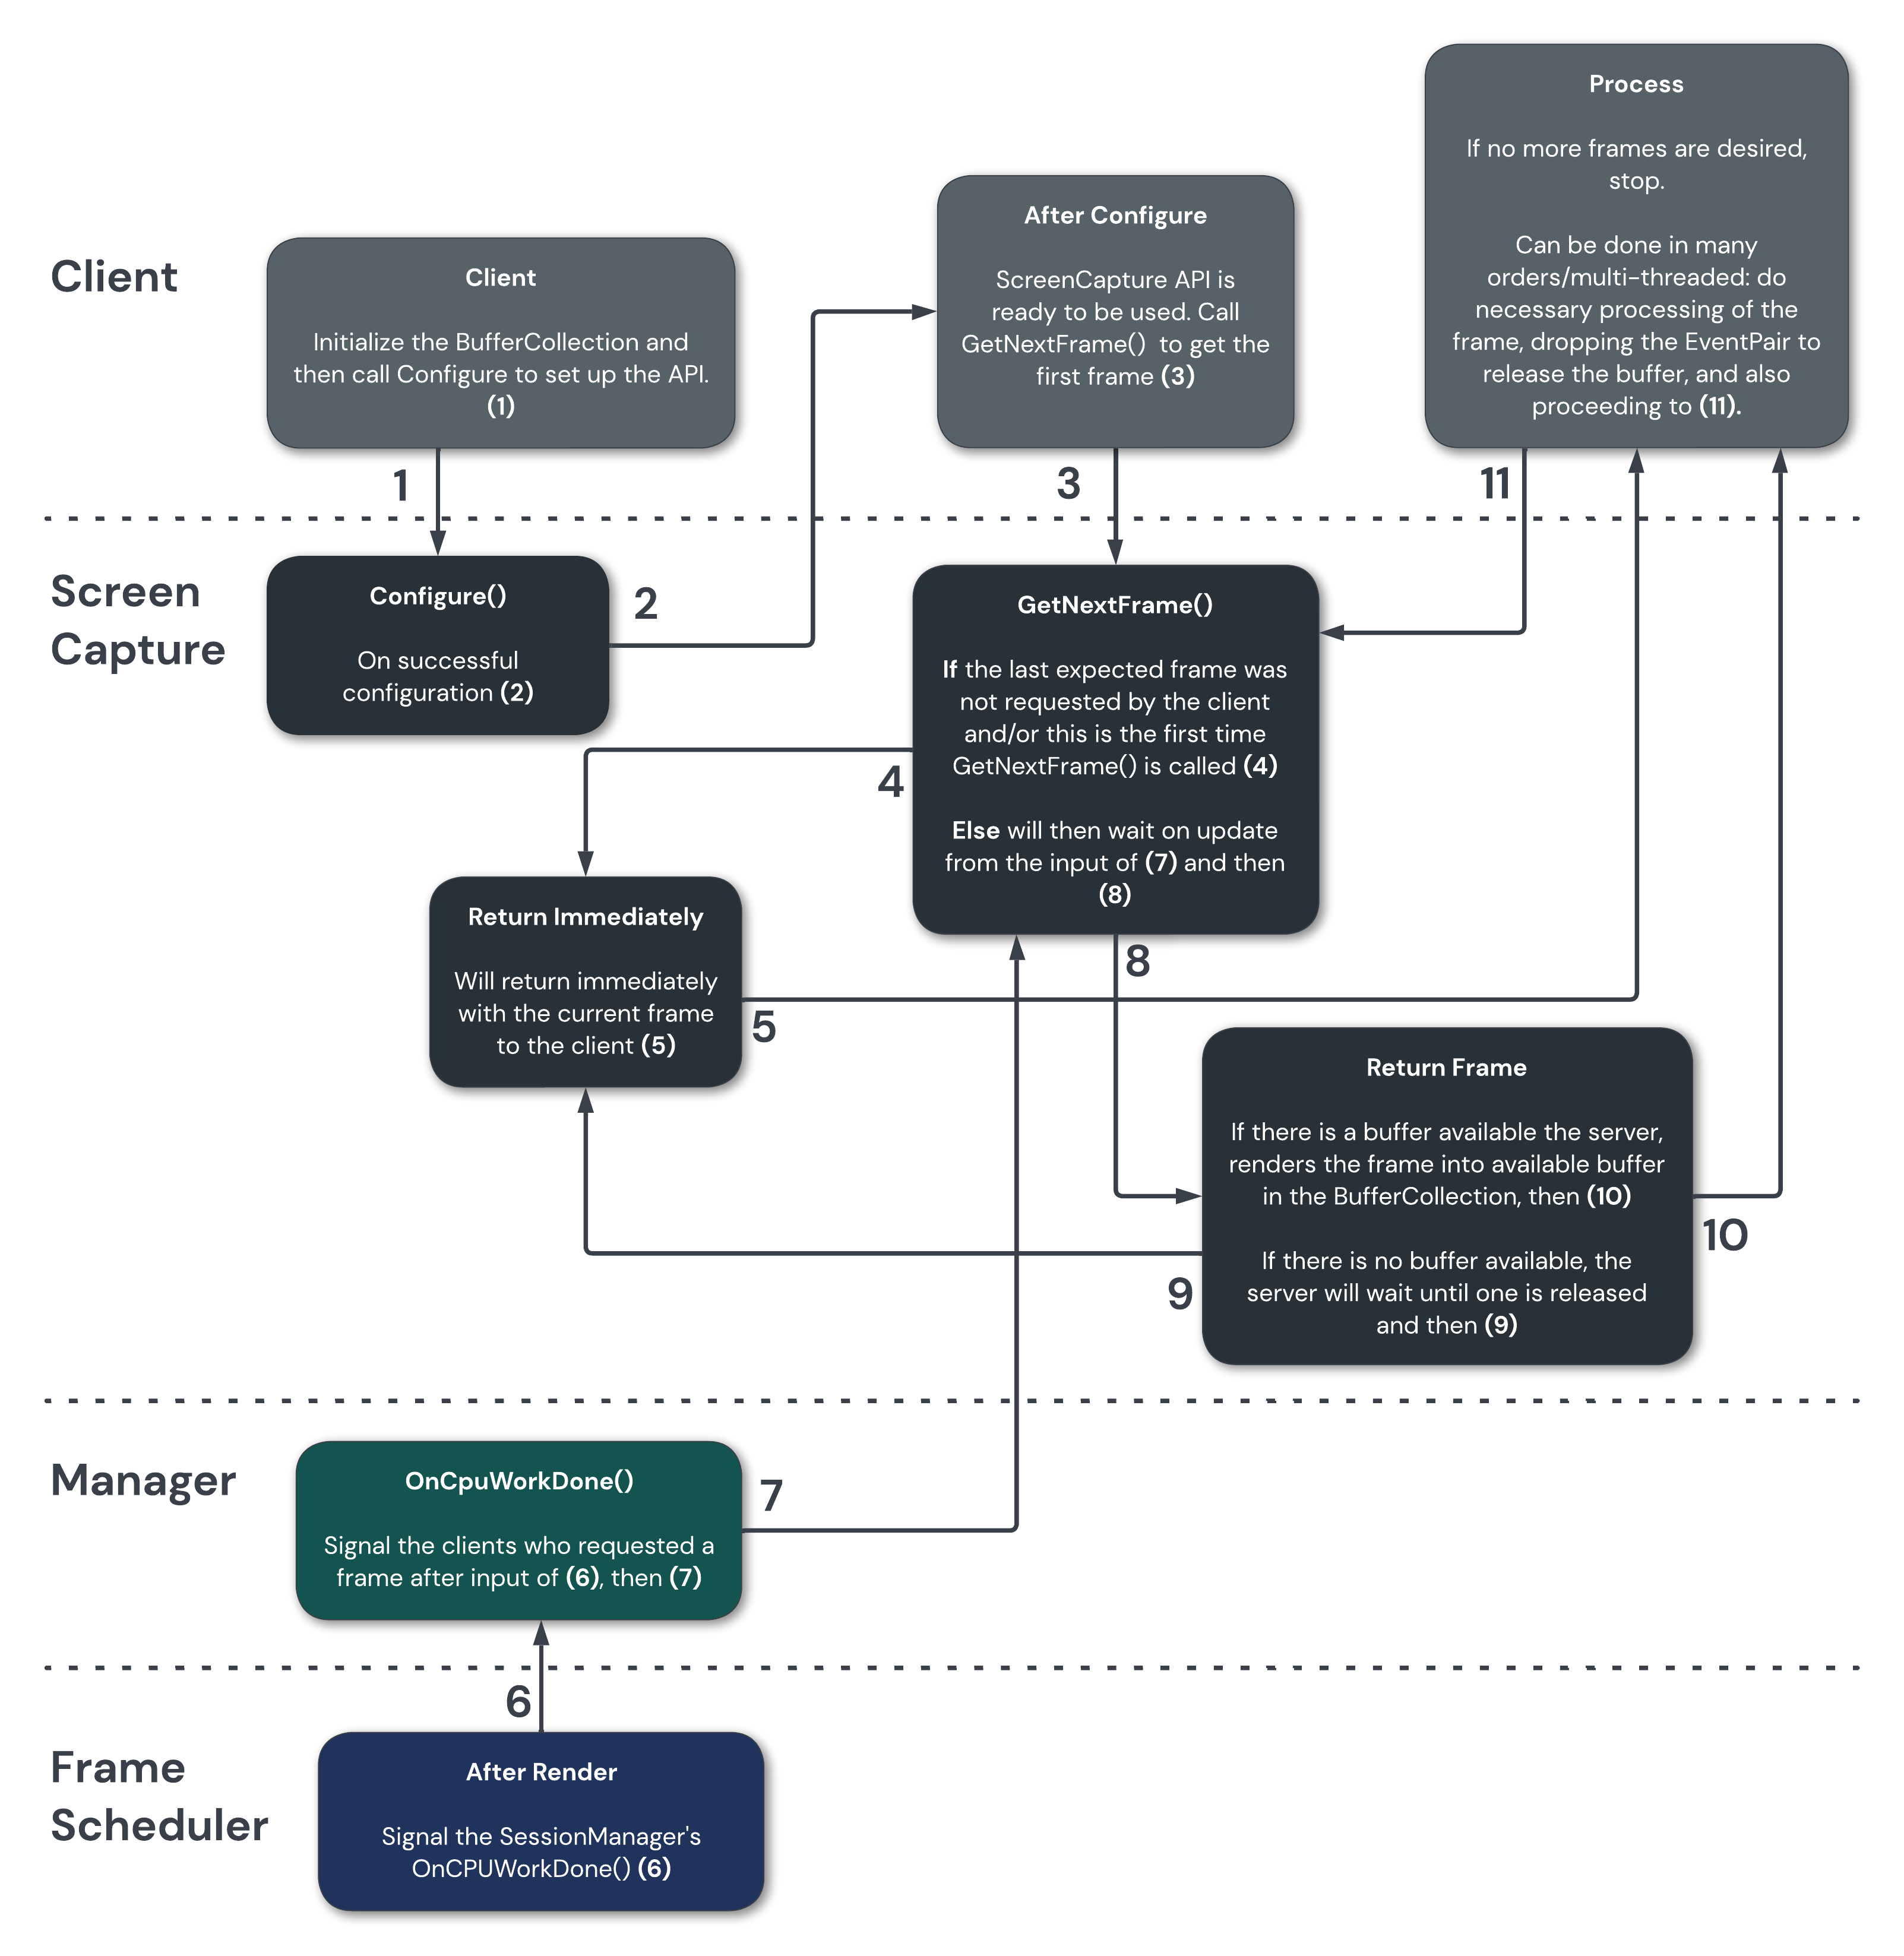 Client
Client
Initialize the BufferCollection and
then call Configure to set up the API.
(1)
After Configure
ScreenCapture API is
ready to be used. Call
GetNextFrame()  to get the
first frame (3)
Process
If no more frames are desired,
stop.
Can be done in many
orders/multi-threaded: do
necessary processing of the
frame, dropping the EventPair to
release the buffer, and also
proceeding to (11).
1
3
11
Screen
Capture
Configure()
On successful
configuration (2)
2
GetNextFrame()
If the last expected frame was
not requested by the client
and/or this is the first time
GetNextFrame() is called (4)
Else will then wait on update
from the input of (7) and then
(8)
4
8
Return Immediately
Will return immediately
with the current frame
to the client (5)
5
Return Frame
If there is a buffer available the server,
renders the frame into available buffer
in the BufferCollection, then (10)
If there is no buffer available, the
server will wait until one is released
and then (9)
10
9
Manager
OnCpuWorkDone()
Signal the clients who requested a
frame after input of (6), then (7)
7
6
Frame
Scheduler
After Render
Signal the SessionManager's
OnCPUWorkDone() (6)